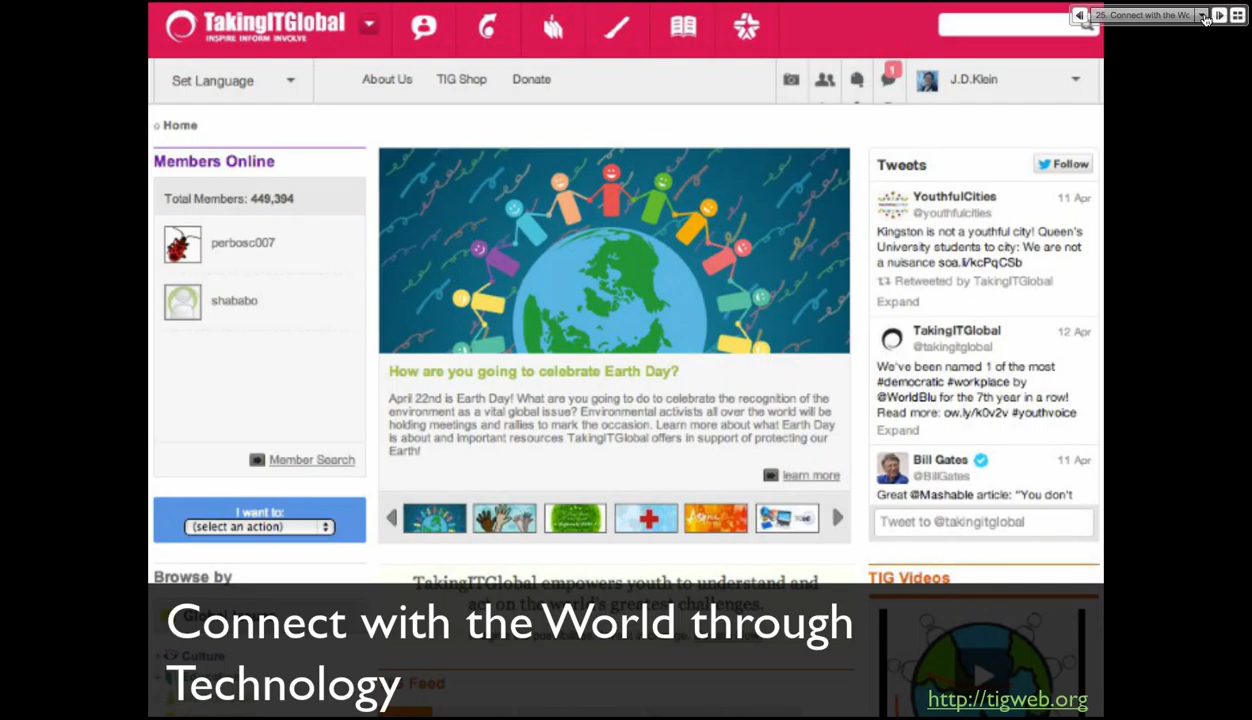 TakingITGlobal
INSPIRE INFORM INVOLVE
25. Connect with the Wo
Set Language
About Us
TIG Shop
Donate
1
J.D.Klein
Home
Members Online
Total Members: 449,394
perbosc007
shababo
Member Search
I want to:
(select an action)
Browse by
Culture
How are you going to celebrate Earth Day?
April 22nd is Earth Day! What are you going to do to celebrate the recognition of the
environment as a vital global issue? Environmental activists all over the world will be
holding meetings and rallies to mark the occasion. Learn more about what Earth Day
is about and important resources TakingITGlobal offers in support of protecting our
Earth!
learn more
TakingITGlobal empowers youth to understand and
act on the world's greatest challenges.
Feed
Tweets
Follow
YouthfulCities
11 Apr
@youthfulcities
Kingston is not a youthful city! Queen's
University students to city: We are not
a nuisance soa.li/kcPqCSb
Retweeted by TakingITGlobal
Expand
TakingITGlobal
12 Apr
@takingitglobal
We've been named 1 of the most
#democratic #workplace by
@WorldBlu for the 7th year in a row!
Read more: ow.ly/k0v2v #youthvoice
Expand
Bill Gates
11 Apr
@BillGates
Great @Mashable article: "You don't
Tweet to @takingitglobal
TIG Videos
Connect with the World through
Technology
http://tigweb.org